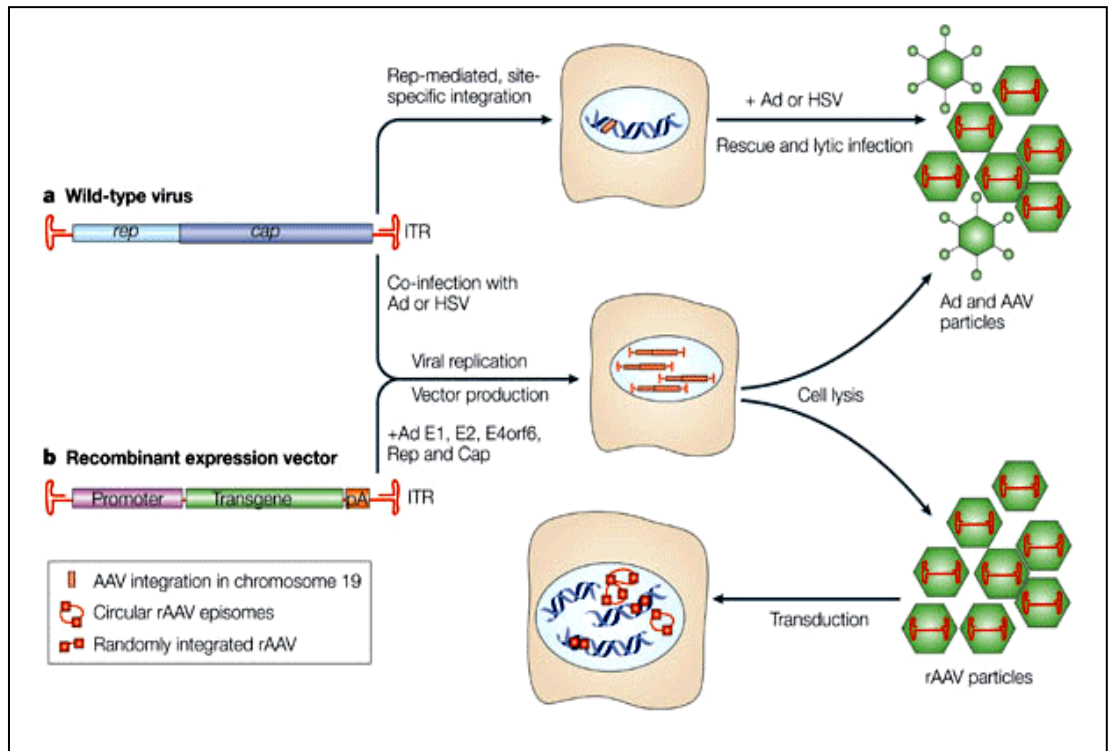 Rep-mediated, site-
specific integration
+ Ad or HSV
Rescue and lytic infection
a Wild-type virus
rep
cap
ITR
Co-infection with
Ad or HSV
Ad and AAV
particles
Viral replication
Vector production
Cell lysis
+Ad E1, E2, E4orf6,
Rep and Cap
b Recombinant expression vector
Promoter
Transgene
pA
ITR
AAV integration in chromosome 19
Circular rAAV episomes
Randomly integrated rAAV
Transduction
rAAV particles